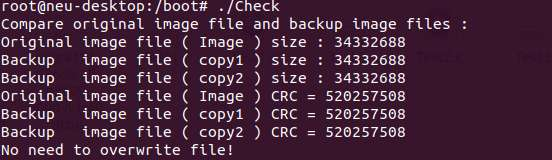 root@neu-desktop:/boot# ./Check
Compare original image file and backup image files :
Original image file ( Image ) size : 34332688
Backup   image file ( copy1 ) size : 34332688
Backup   image file ( copy2 ) size : 34332688
Original image file ( Image ) CRC = 520257508
Backup   image file ( copy1 ) CRC = 520257508
Backup   image file ( copy2 ) CRC = 520257508
No need to overwrite file!